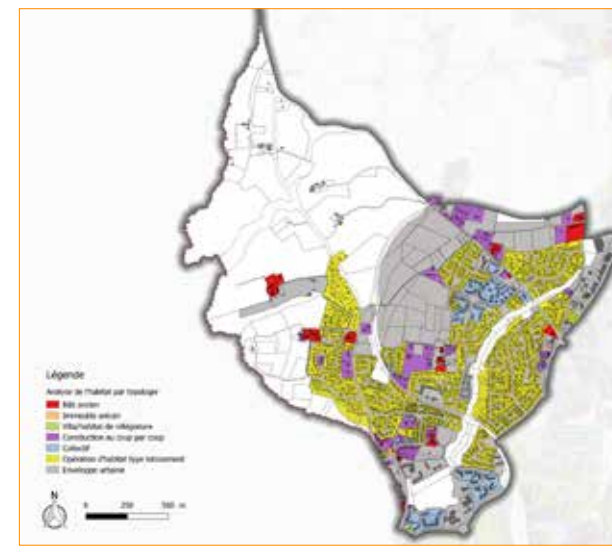 Légende
Analyse de l'habitat par typologie
Bâti ancien
Immeuble ancien
Villa/habitat de villégiature
Construction au coup par coup
Collectif
Opération d'habitat type lotissement
Enveloppe urbaine
N
0 250 500 m